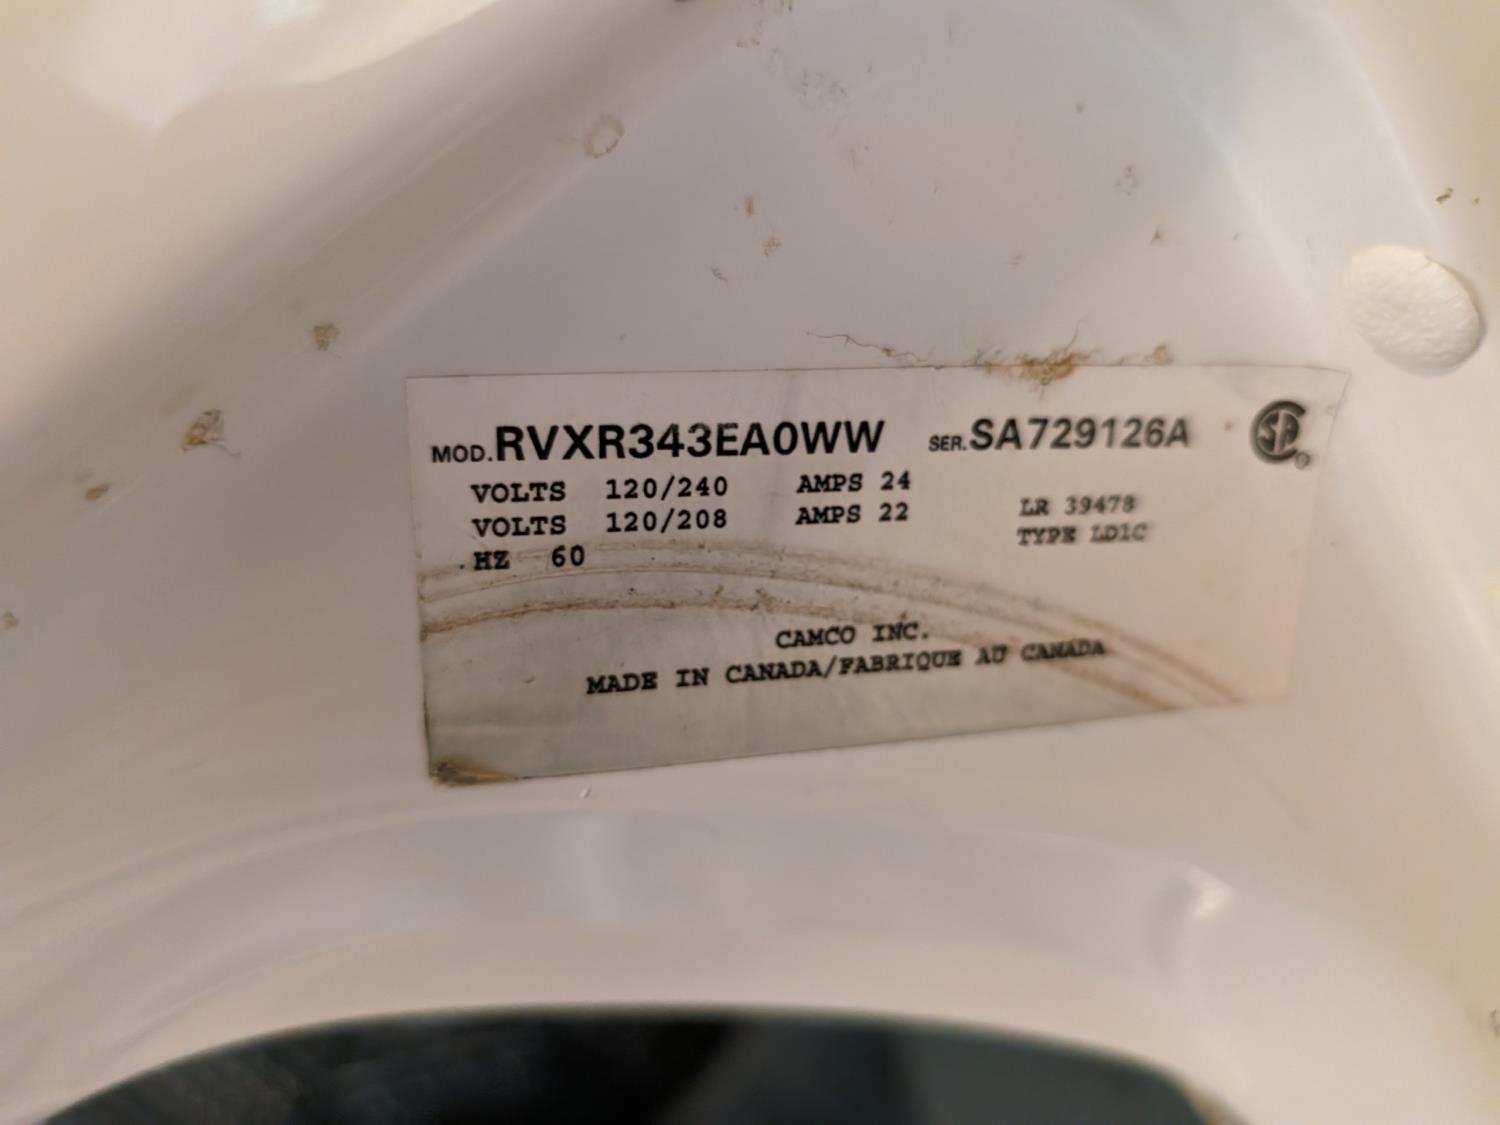 MOD. RVXR343EA0WW SER. SA729126A SA®
VOLTS 120/240 AMPS 24
VOLTS 120/208 AMPS 22
. HZ 60
LR 39478
TYPE LD1C
CAMCO INC.
MADE IN CANADA/FABRIQUE AU CANADA